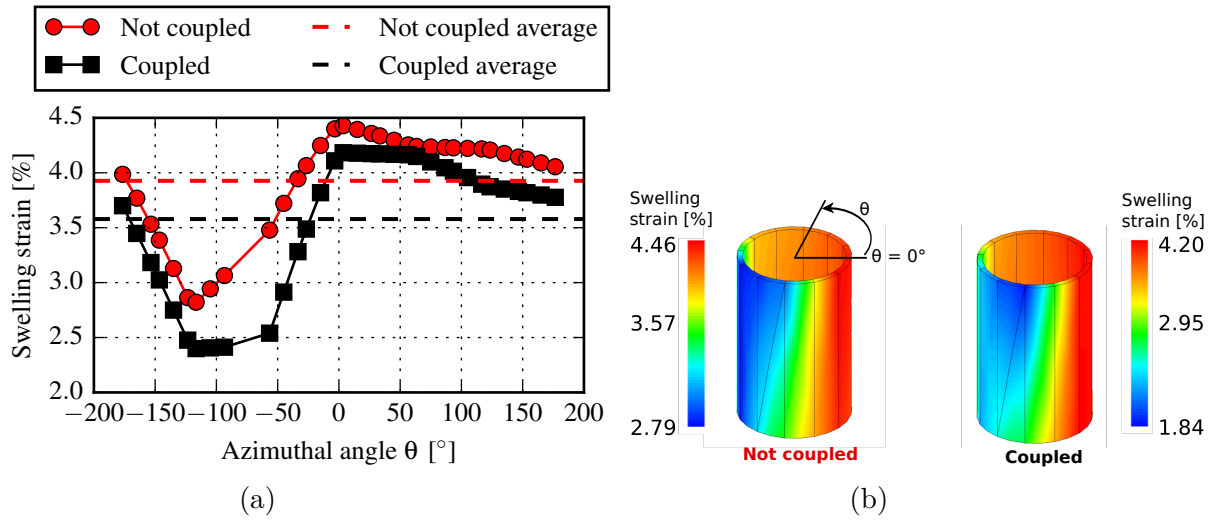 Not coupled
Not coupled average
Coupled
Coupled average
4.5
4.0
3.5
3.0
2.5
2.0
−200 −150 −100 −50 0 50 100 150 200
Swelling strain [%]
Azimuthal angle θ [°]
(a)
Swelling
strain [%]
4.46
3.57
2.79
θ
θ = 0°
Not coupled
Coupled
Swelling
strain [%]
4.20
2.95
1.84
(b)